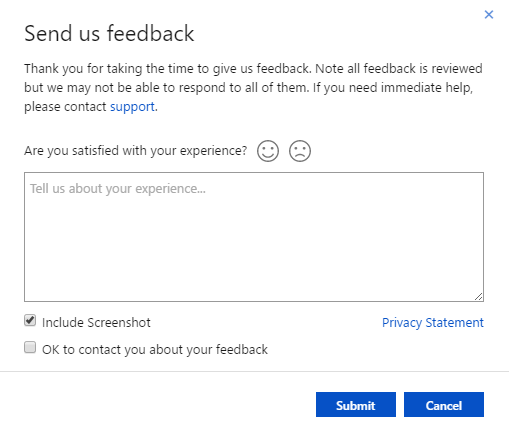 Send us feedback
Thank you for taking the time to give us feedback. Note all feedback is reviewed
but we may not be able to respond to all of them. If you need immediate help,
please contact support.
Are you satisfied with your experience?
Tell us about your experience...
Include Screenshot
Privacy Statement
OK to contact you about your feedback
Submit
Cancel